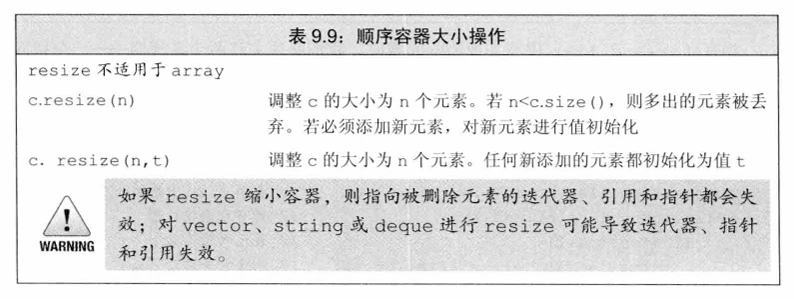 表 9.9：顺序容器大小操作
resize 不适用于 array
c.resize(n) 调整 c 的大小为 n 个元素。若 n<c.size()，则多出的元素被丢
弃。若必须添加新元素，对新元素进行值初始化
c. resize(n,t) 调整 c 的大小为 n 个元素。任何新添加的元素都初始化为值 t
如果 resize 缩小容器，则指向被删除元素的迭代器、引用和指针都会失
效；对 vector、string 或 deque 进行 resize 可能导致迭代器、指针
和引用失效。
WARNING